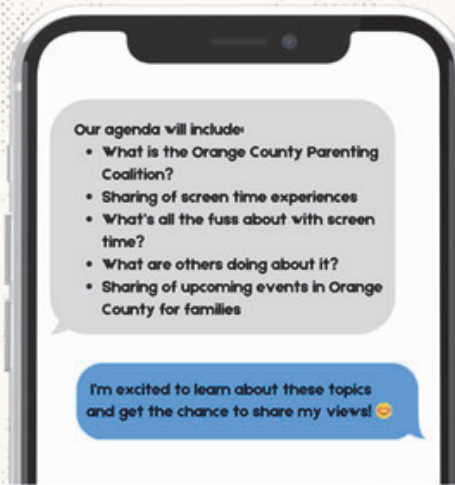 Our agenda will include:
• What is the Orange County Parenting
Coalition?
• Sharing of screen time experiences
• What's all the fuss about with screen
time?
• What are others doing about it?
• Sharing of upcoming events in Orange
County for families
I'm excited to learn about these topics
and get the chance to share my views! 😊